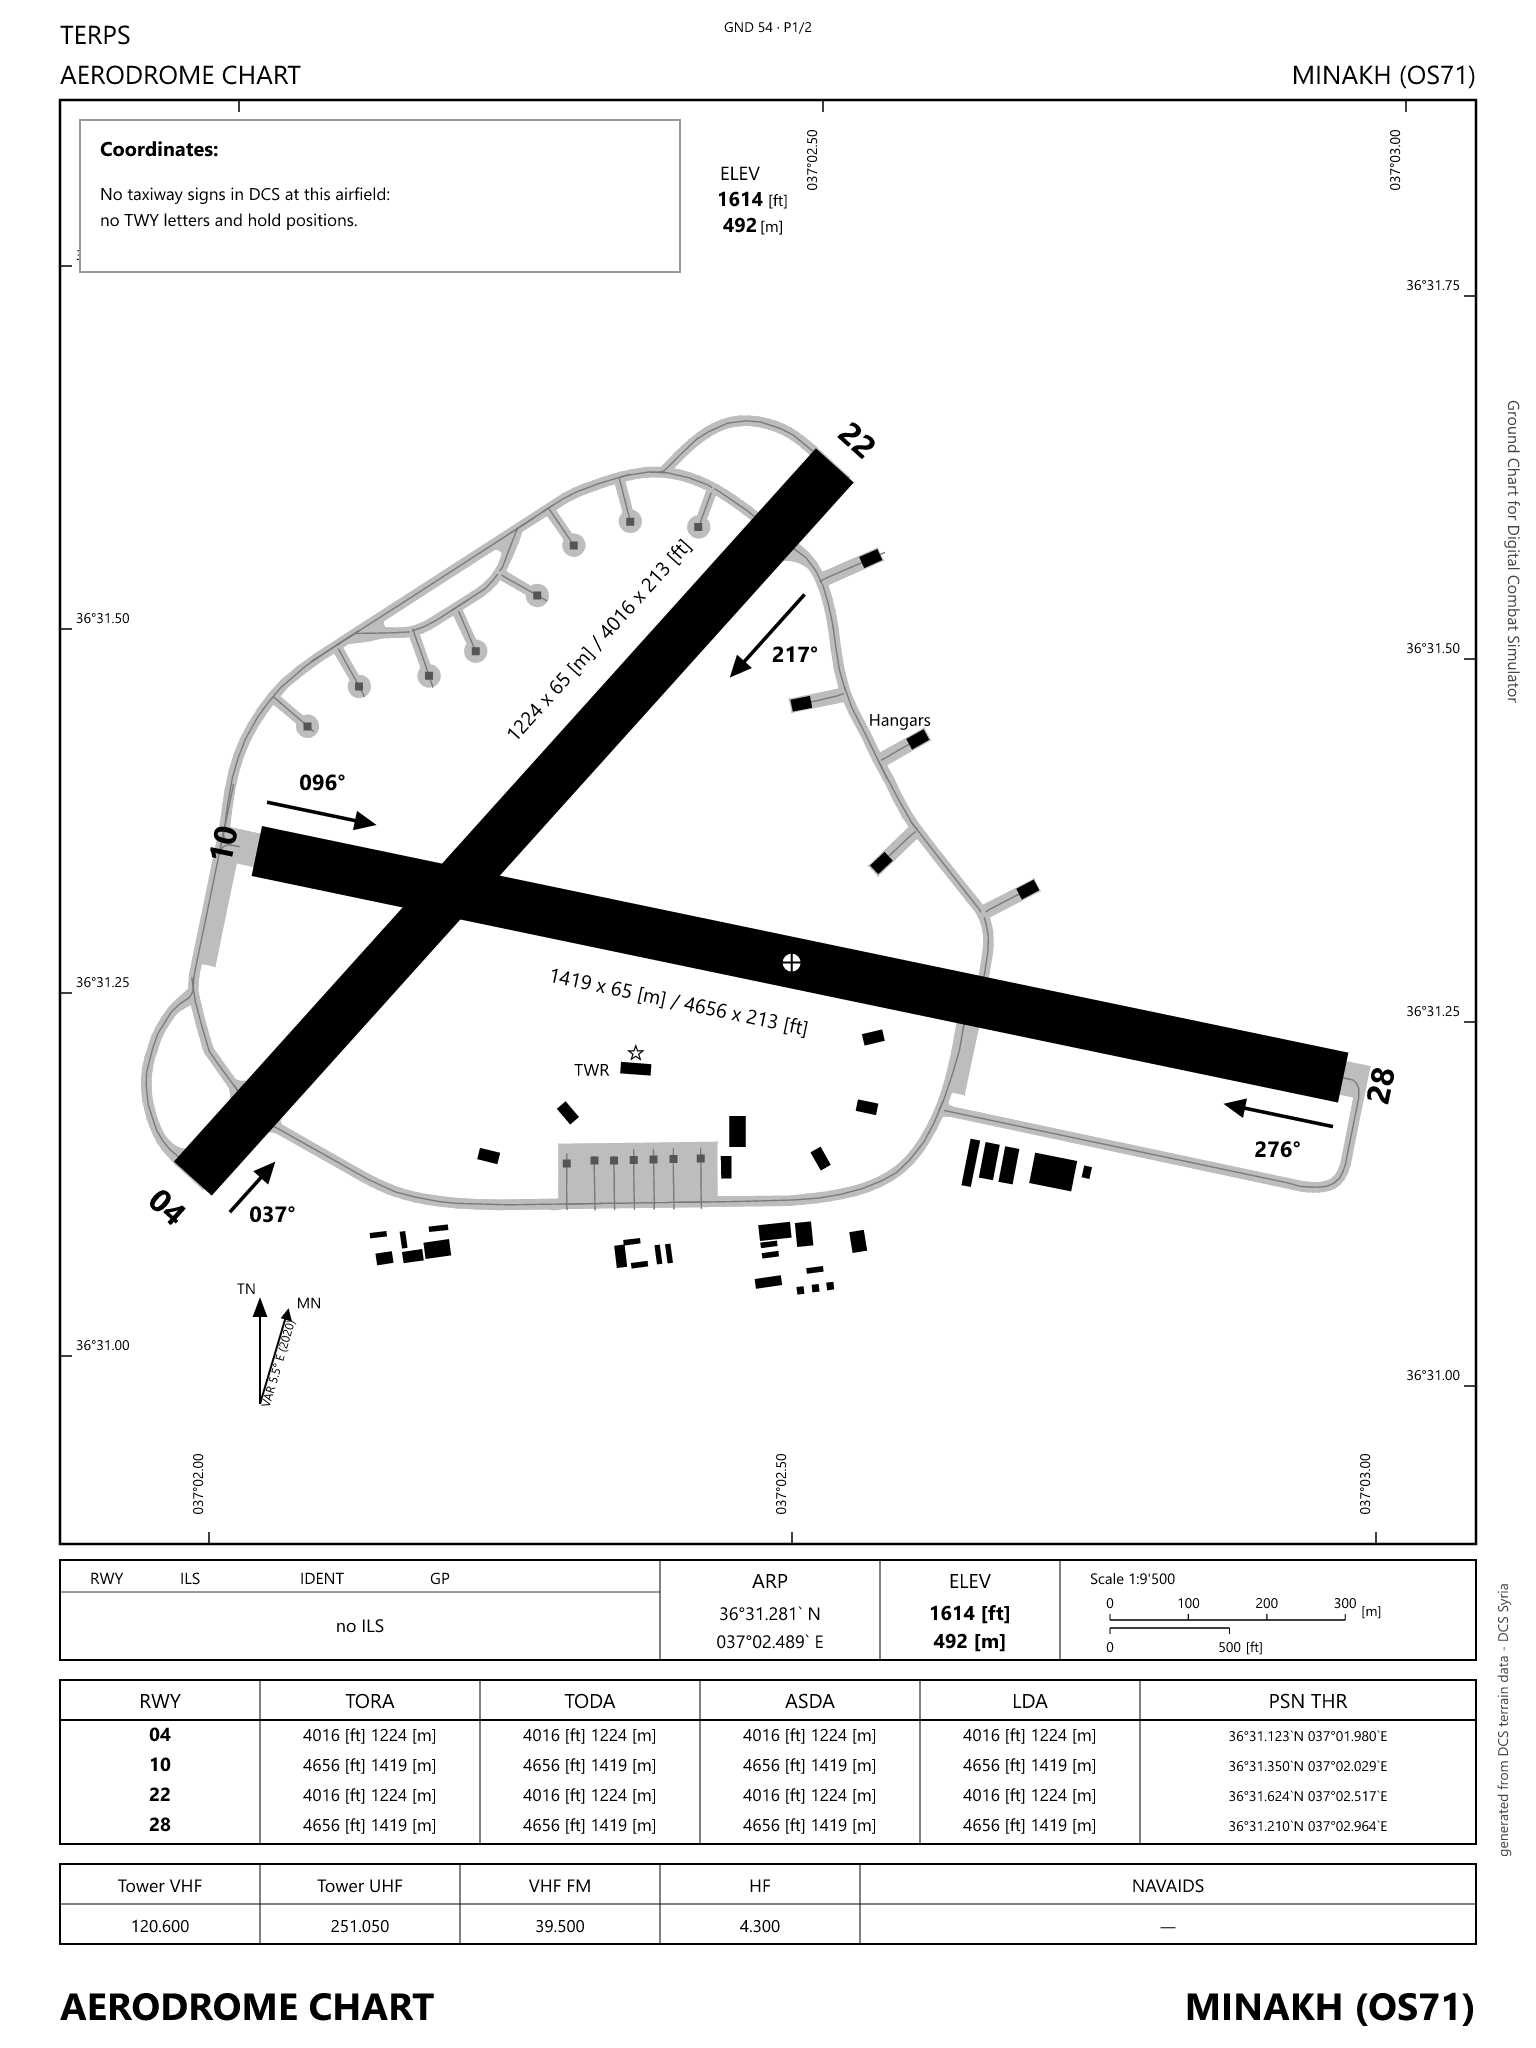 GND 54 · P1/2
TERPS
AERODROME CHART
MINAKH (OS71)
Coordinates:
No taxiway signs in DCS at this airfield:
no TWY letters and hold positions.
ELEV
1614 [ft]
492 [m]
037°02.50
037°03.00
36°31.75
22
1224 x 65 [m] / 4016 x 213 [ft]
36°31.50
36°31.50
217°
Hangars
096°
10
1419 x 65 [m] / 4656 x 213 [ft]
36°31.25
36°31.25
TWR
28
276°
04
037°
TN
MN
VAR 5.5° E (2020)
36°31.00
36°31.00
037°02.00
037°02.50
037°03.00
Ground Chart for Digital Combat Simulator
RWY ILS IDENT GP
no ILS
ARP
36°31.281` N
037°02.489` E
ELEV
1614 [ft]
492 [m]
Scale 1:9'500
0 100 200 300 [m]
0 500 [ft]
generated from DCS terrain data - DCS Syria
RWY TORA TODA ASDA LDA PSN THR
04 4016 [ft] 1224 [m] 4016 [ft] 1224 [m] 4016 [ft] 1224 [m] 4016 [ft] 1224 [m] 36°31.123`N 037°01.980`E
10 4656 [ft] 1419 [m] 4656 [ft] 1419 [m] 4656 [ft] 1419 [m] 4656 [ft] 1419 [m] 36°31.350`N 037°02.029`E
22 4016 [ft] 1224 [m] 4016 [ft] 1224 [m] 4016 [ft] 1224 [m] 4016 [ft] 1224 [m] 36°31.624`N 037°02.517`E
28 4656 [ft] 1419 [m] 4656 [ft] 1419 [m] 4656 [ft] 1419 [m] 4656 [ft] 1419 [m] 36°31.210`N 037°02.964`E
Tower VHF Tower UHF VHF FM HF NAVAIDS
120.600 251.050 39.500 4.300 —
AERODROME CHART
MINAKH (OS71)